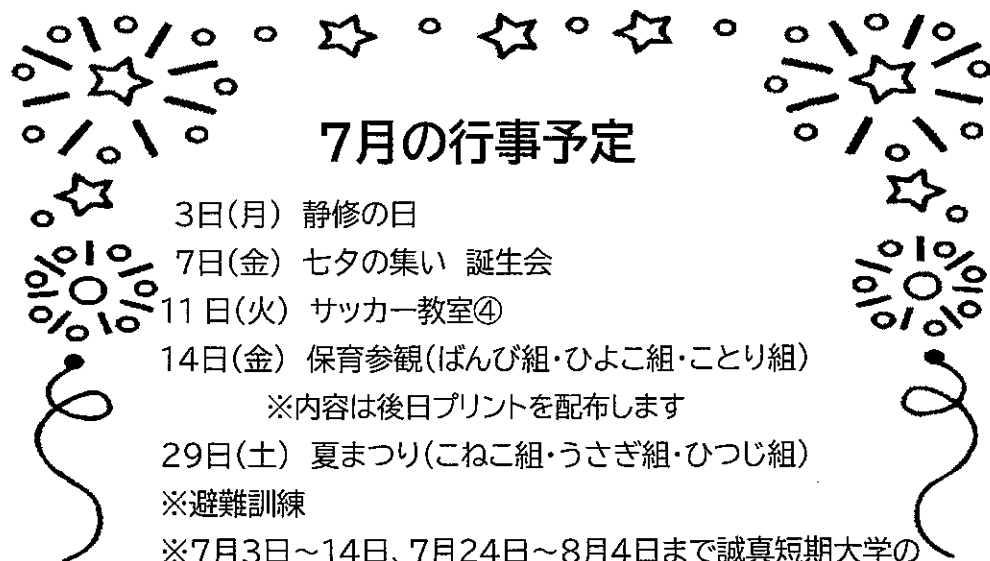 7月の行事予定
3日(月) 静修の日
7日(金) 七夕の集い 誕生会
11日(火) サッカー教室④
14日(金) 保育参観(ばんび組・ひよこ組・ことり組)
※内容は後日プリントを配布します
29日(土) 夏まつり(こねこ組・うさぎ組・ひつじ組)
※避難訓練
※7月3日～14日、7月24日～8月4日まで誠真短期大学の